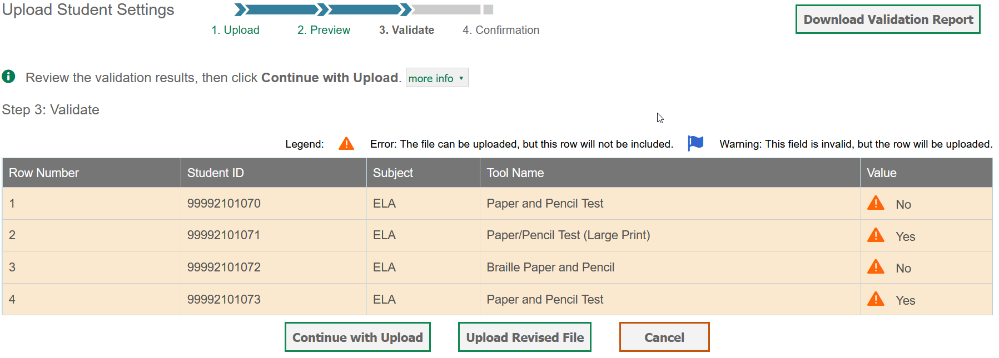 Upload Student Settings
1. Upload 2. Preview 3. Validate 4. Confirmation
Download Validation Report
Review the validation results, then click Continue with Upload. more info
Step 3: Validate
Legend: Error: The file can be uploaded, but this row will not be included. Warning: This field is invalid, but the row will be uploaded.
Row Number Student ID Subject Tool Name Value
1 99992101070 ELA Paper and Pencil Test No
2 99992101071 ELA Paper/Pencil Test (Large Print) Yes
3 99992101072 ELA Braille Paper and Pencil No
4 99992101073 ELA Paper and Pencil Test Yes
Continue with Upload Upload Revised File Cancel